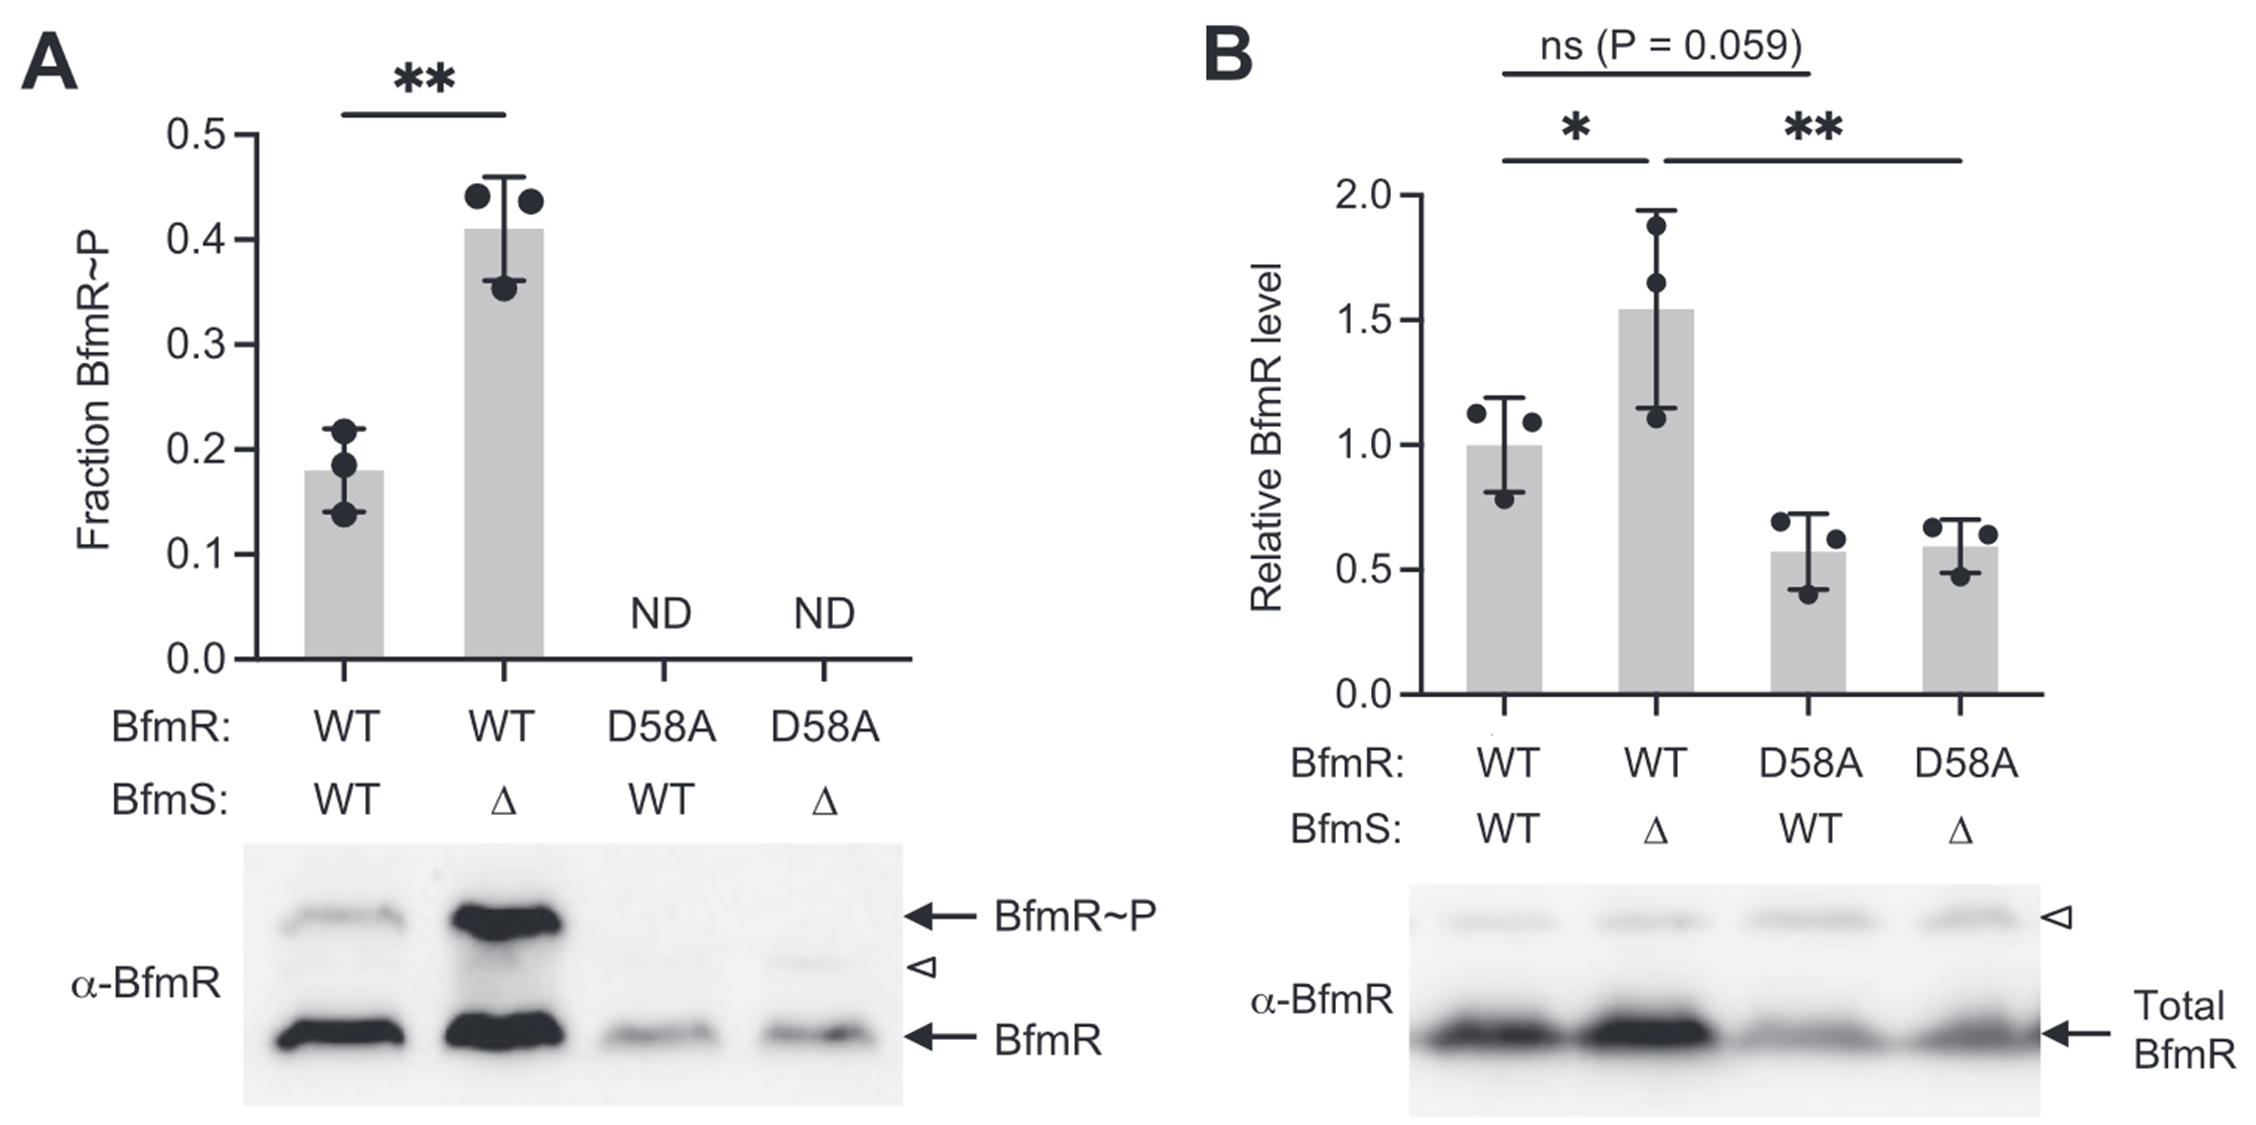 A
**
0.5
0.4
0.3
0.2
0.1
0.0
Fraction BfmR~P
ND ND
BfmR: WT WT D58A D58A
BfmS: WT Δ WT Δ
α-BfmR
BfmR~P
BfmR
B
ns (P = 0.059)
* **
2.0
1.5
1.0
0.5
0.0
Relative BfmR level
BfmR: WT WT D58A D58A
BfmS: WT Δ WT Δ
α-BfmR
Total
BfmR